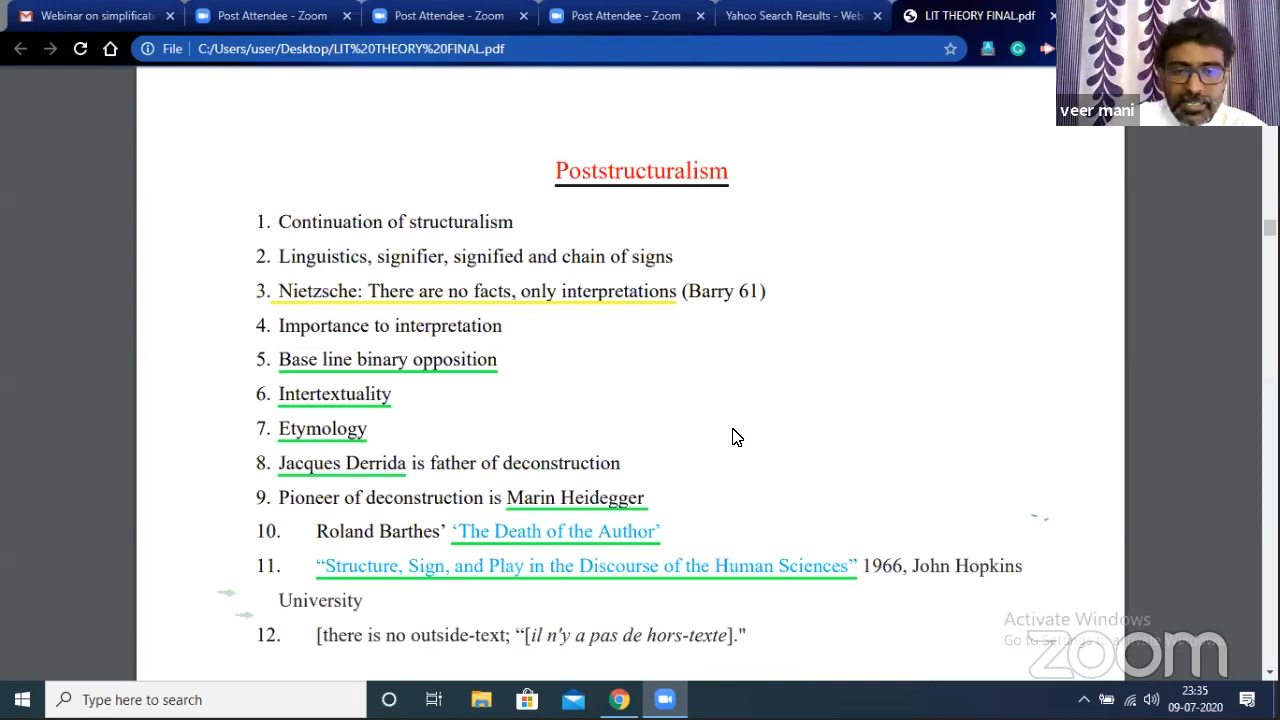 Webinar on simplificati
Post Attendee - Zoom
Post Attendee - Zoom
Post Attendee - Zoom
Yahoo Search Results - Web
LIT THEORY FINAL.pdf
File
C:/Users/user/Desktop/LIT%20THEORY%20FINAL.pdf
veer mani
Poststructuralism
1. Continuation of structuralism
2. Linguistics, signifier, signified and chain of signs
3. Nietzsche: There are no facts, only interpretations (Barry 61)
4. Importance to interpretation
5. Base line binary opposition
6. Intertextuality
7. Etymology
8. Jacques Derrida is father of deconstruction
9. Pioneer of deconstruction is Marin Heidegger
10. Roland Barthes’ ‘The Death of the Author’
11. “Structure, Sign, and Play in the Discourse of the Human Sciences” 1966, John Hopkins
University
12. [there is no outside-text; “[il n'y a pas de hors-texte]."
Activate Windows
Go to Settings to activate Windows.
zoom
Type here to search
23:35
09-07-2020